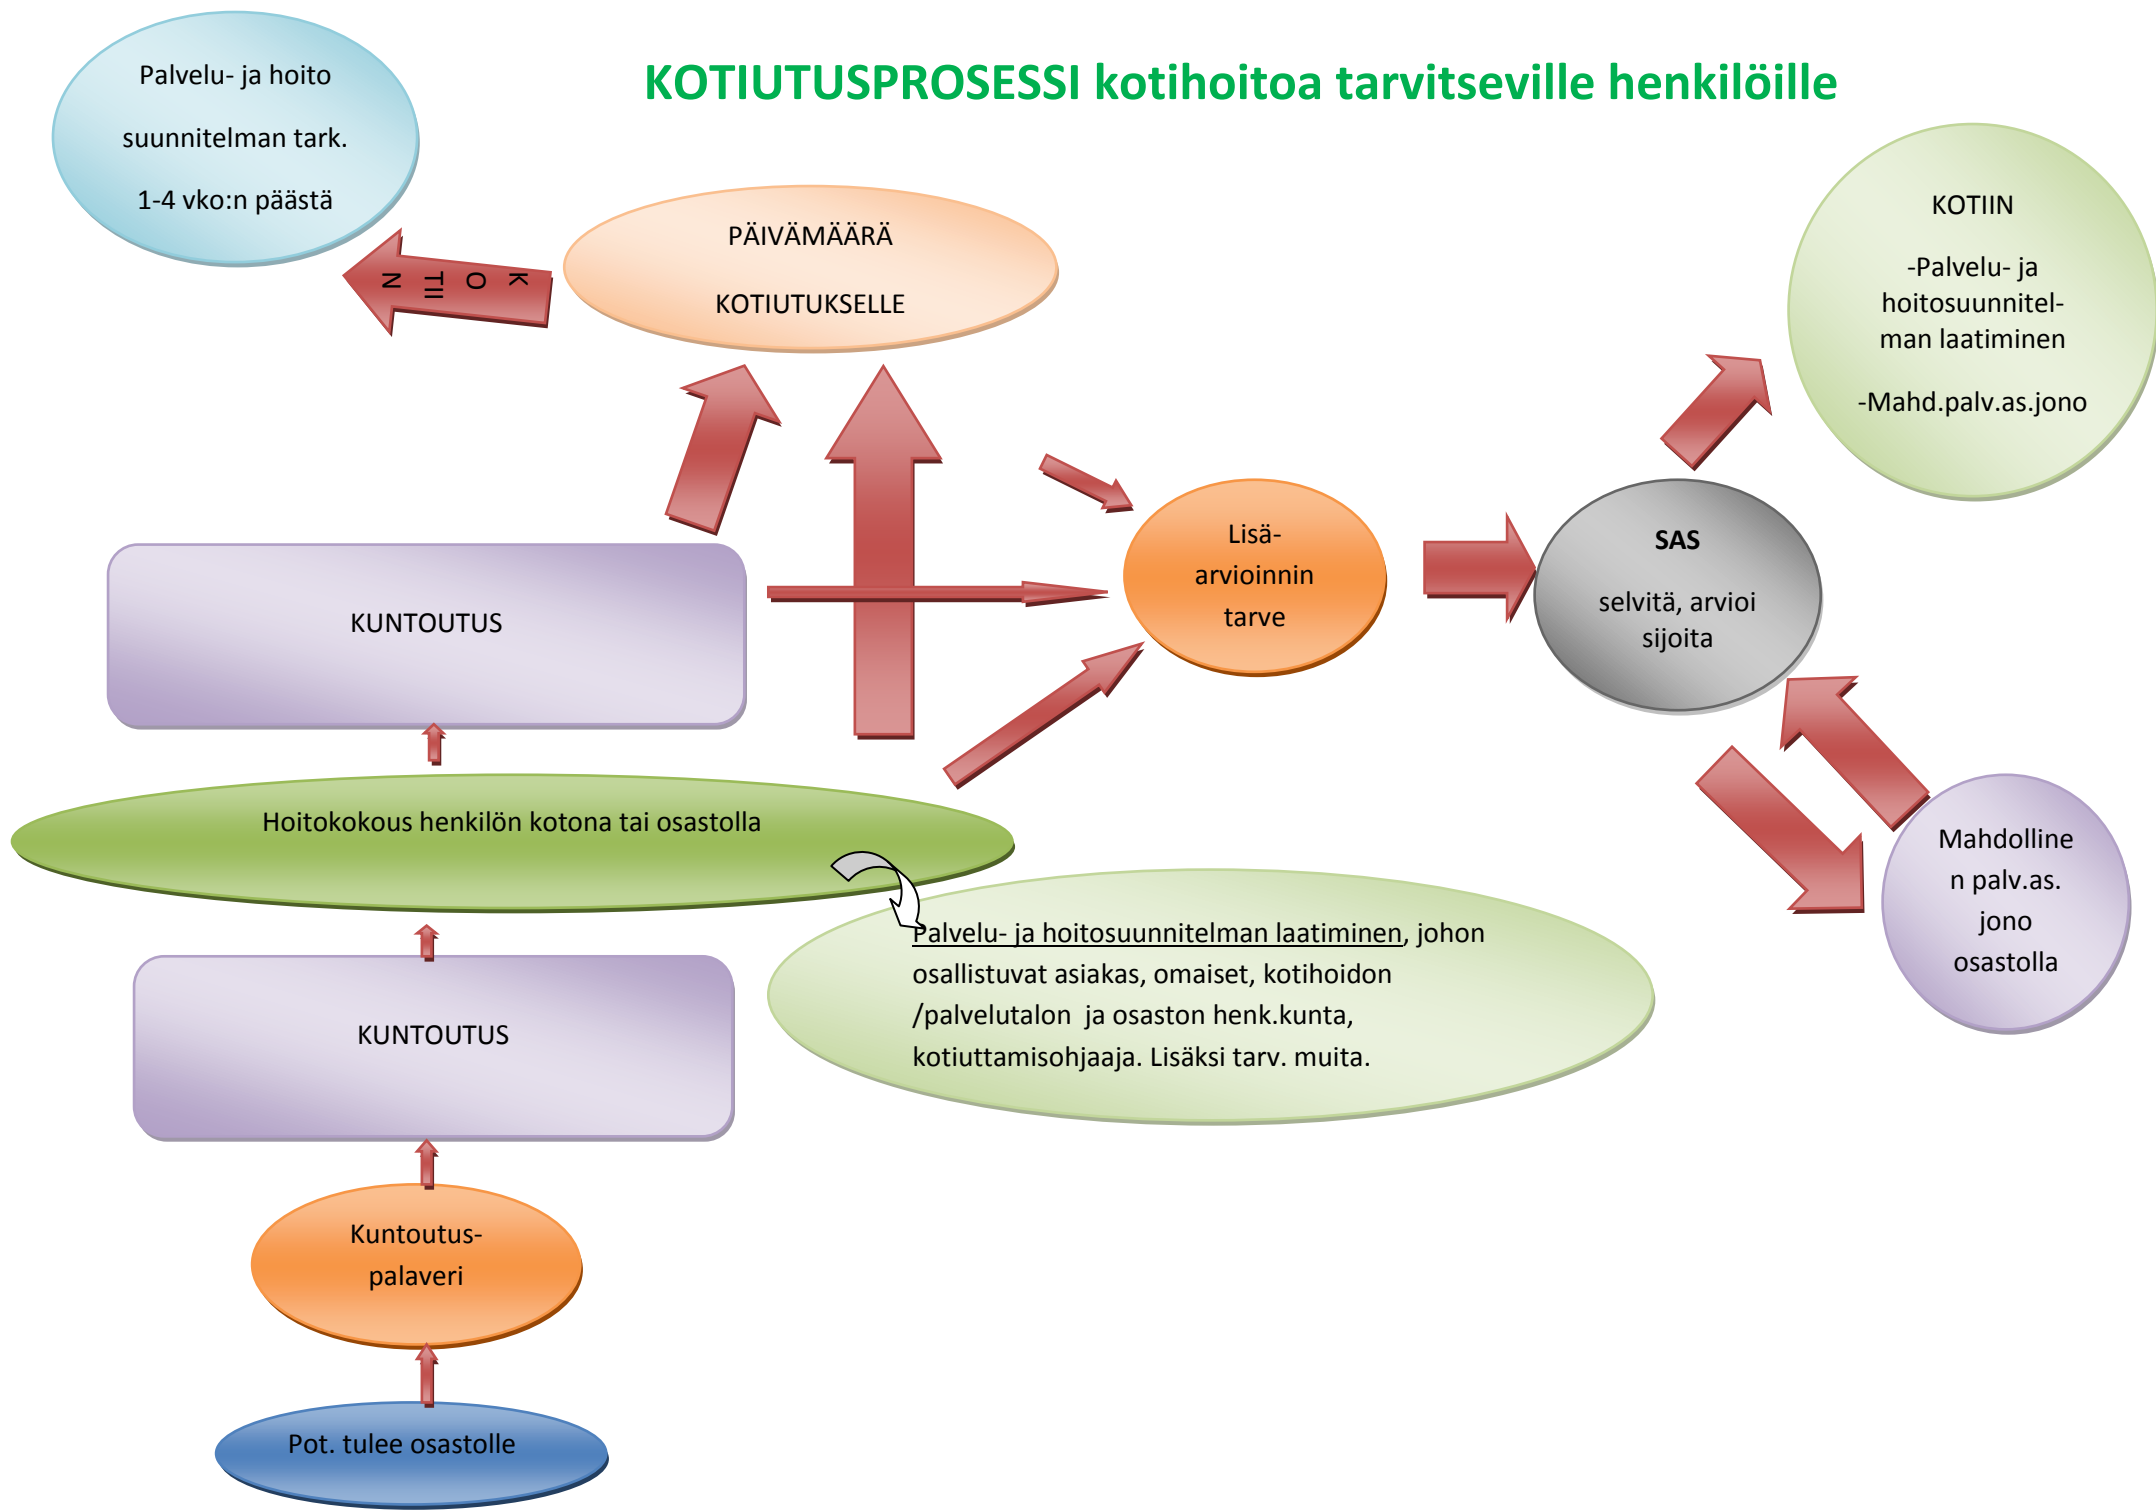 KOTIUTUSPROSESSI kotihoitoa tarvitseville henkilöille
Palvelu- ja hoito
suunnitelman tark.
1-4 vko:n päästä
KOTIIN
PÄIVÄMÄÄRÄ
KOTIUTUKSELLE
KOTIIN
-Palvelu- ja
hoitosuunnitel-
man laatiminen
-Mahd.palv.as.jono
Lisä-
arvioinnin
tarve
SAS
selvitä, arvioi
sijoita
KUNTOUTUS
Hoitokokous henkilön kotona tai osastolla
Mahdolline
n palv.as.
jono
osastolla
Palvelu- ja hoitosuunnitelman laatiminen, johon
osallistuvat asiakas, omaiset, kotihoidon
/palvelutalon ja osaston henk.kunta,
kotiuttamisohjaaja. Lisäksi tarv. muita.
KUNTOUTUS
Kuntoutus-
palaveri
Pot. tulee osastolle